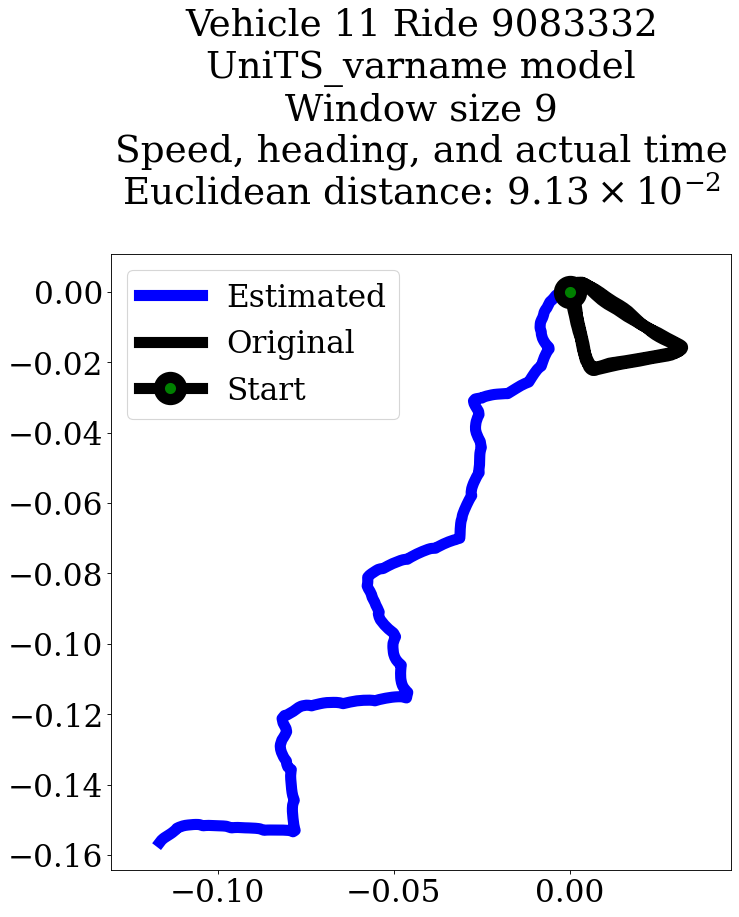 Vehicle 11 Ride 9083332
UniTS_varname model
Window size 9
Speed, heading, and actual time
Euclidean distance: 9.13 × 10⁻²
Estimated
Original
Start
0.00
−0.02
−0.04
−0.06
−0.08
−0.10
−0.12
−0.14
−0.16
−0.10 −0.05 0.00